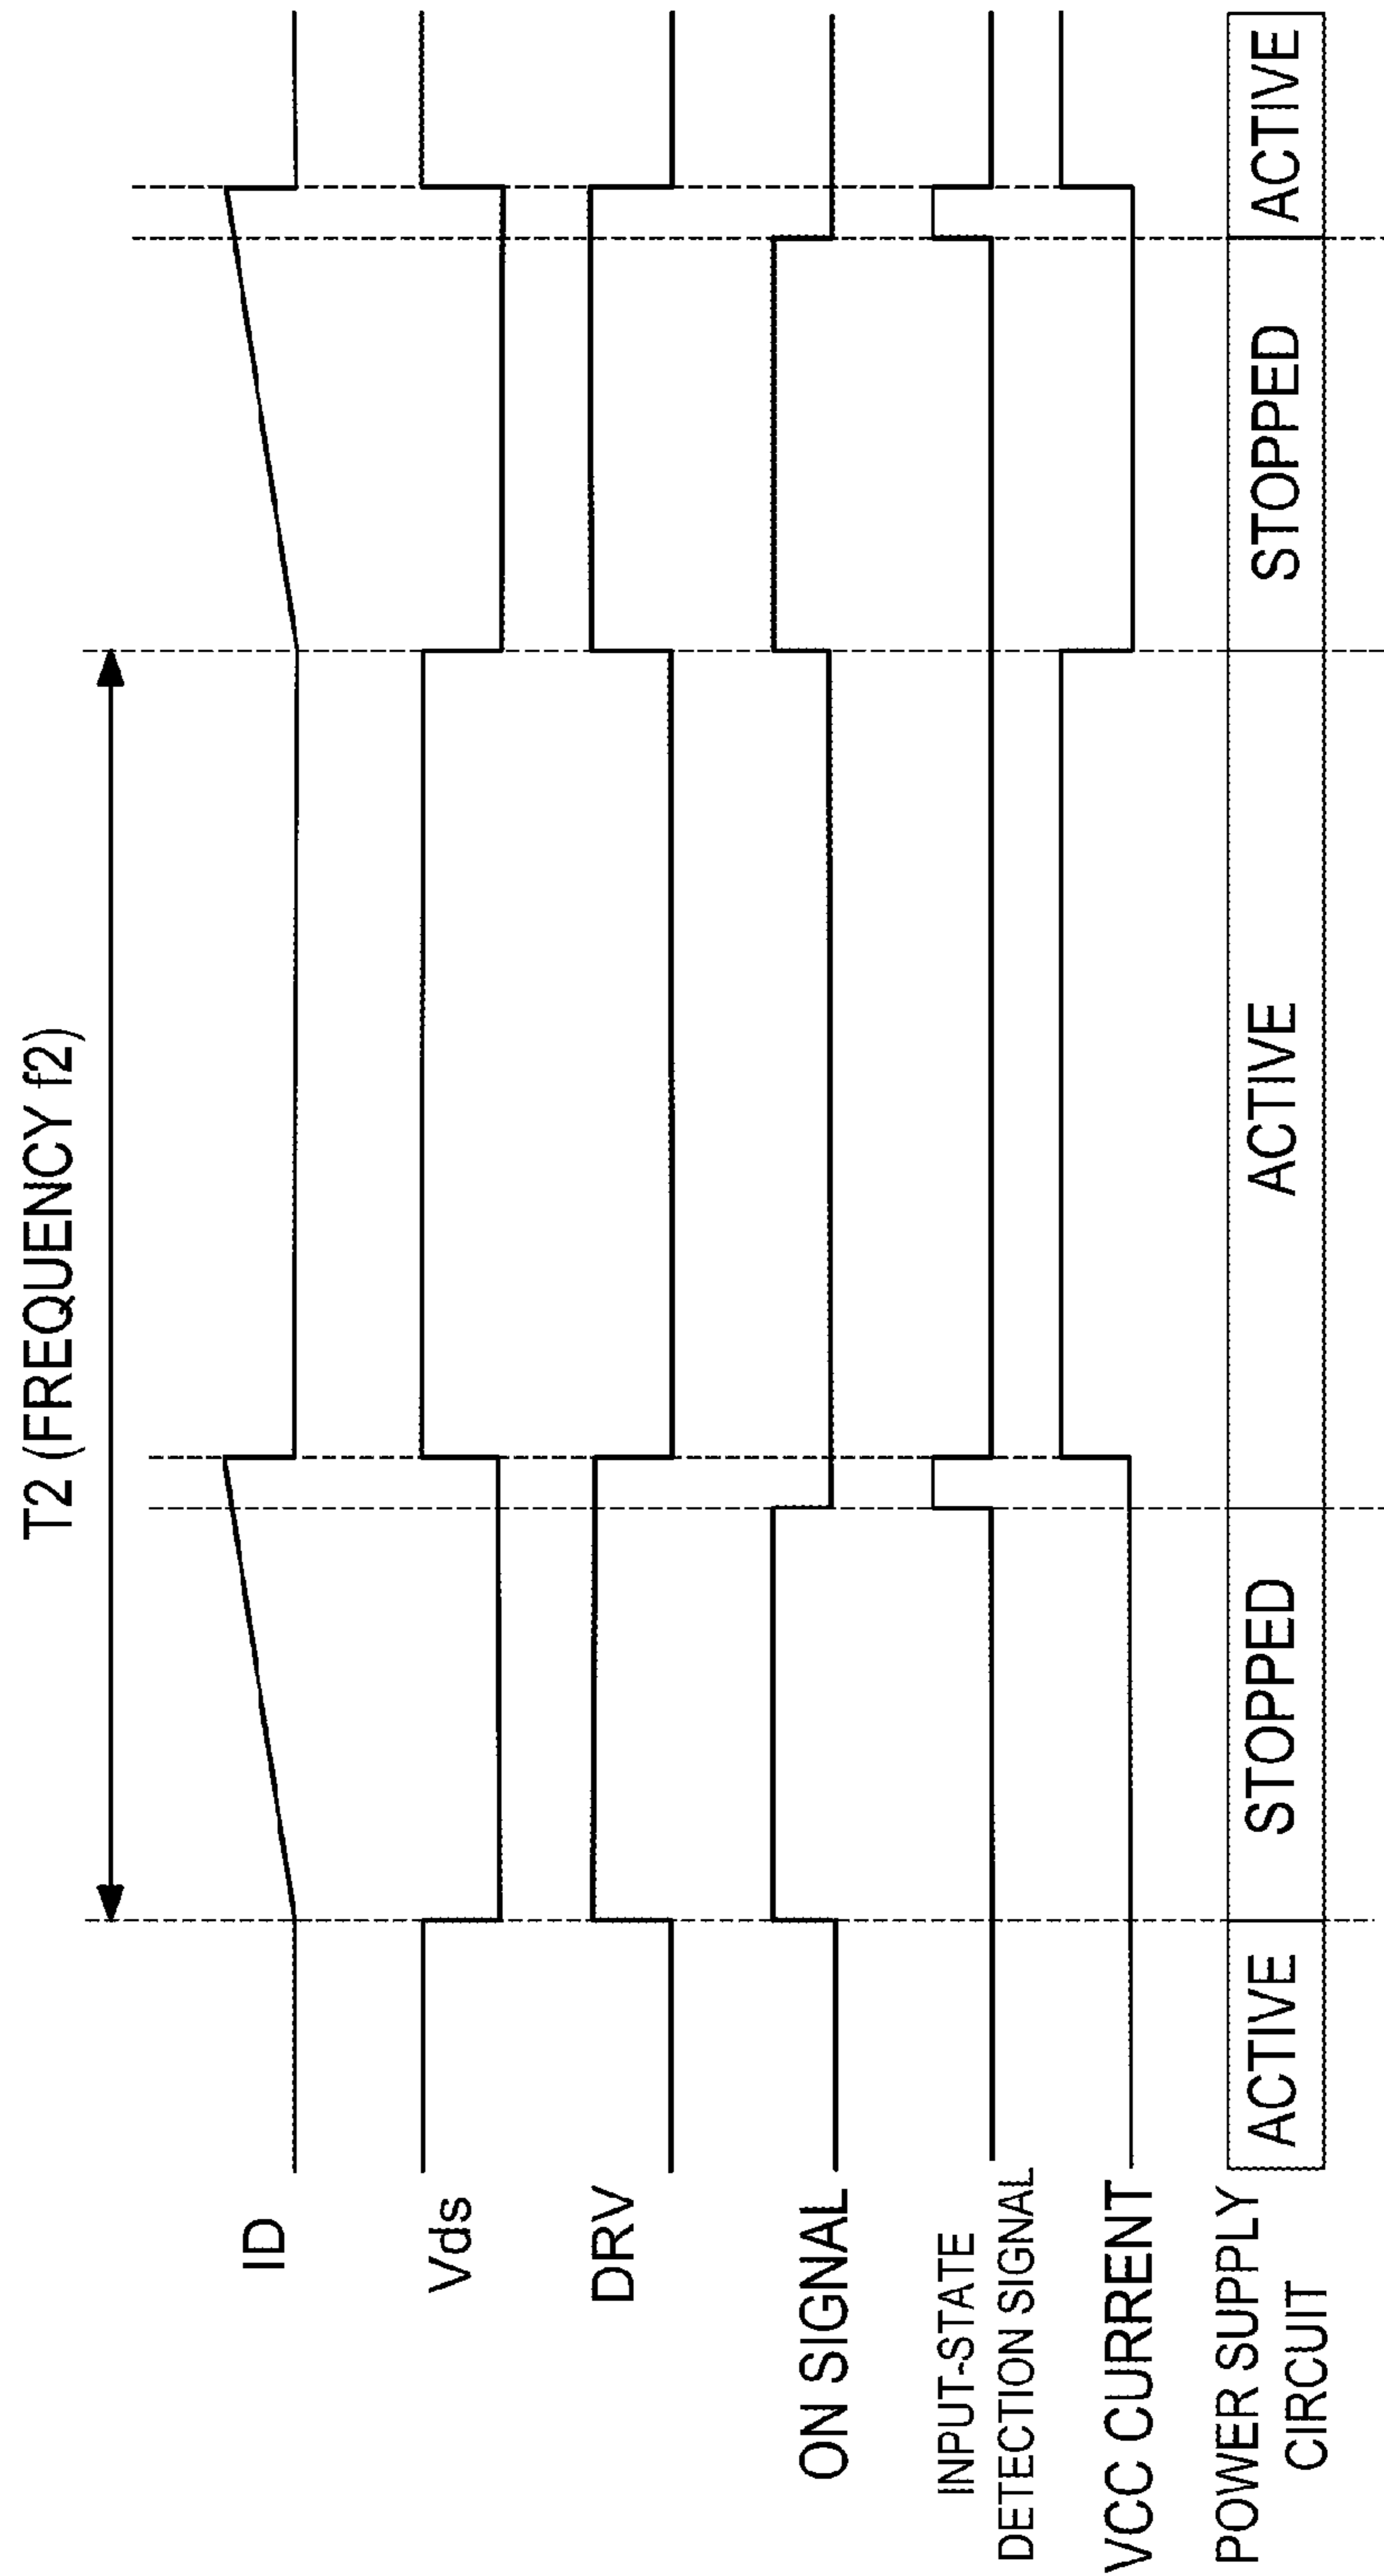 T2 (FREQUENCY f2)
ID
Vds
DRV
ON SIGNAL
INPUT-STATE
DETECTION SIGNAL
VCC CURRENT
POWER SUPPLY
CIRCUIT
ACTIVE
STOPPED
ACTIVE
STOPPED
ACTIVE